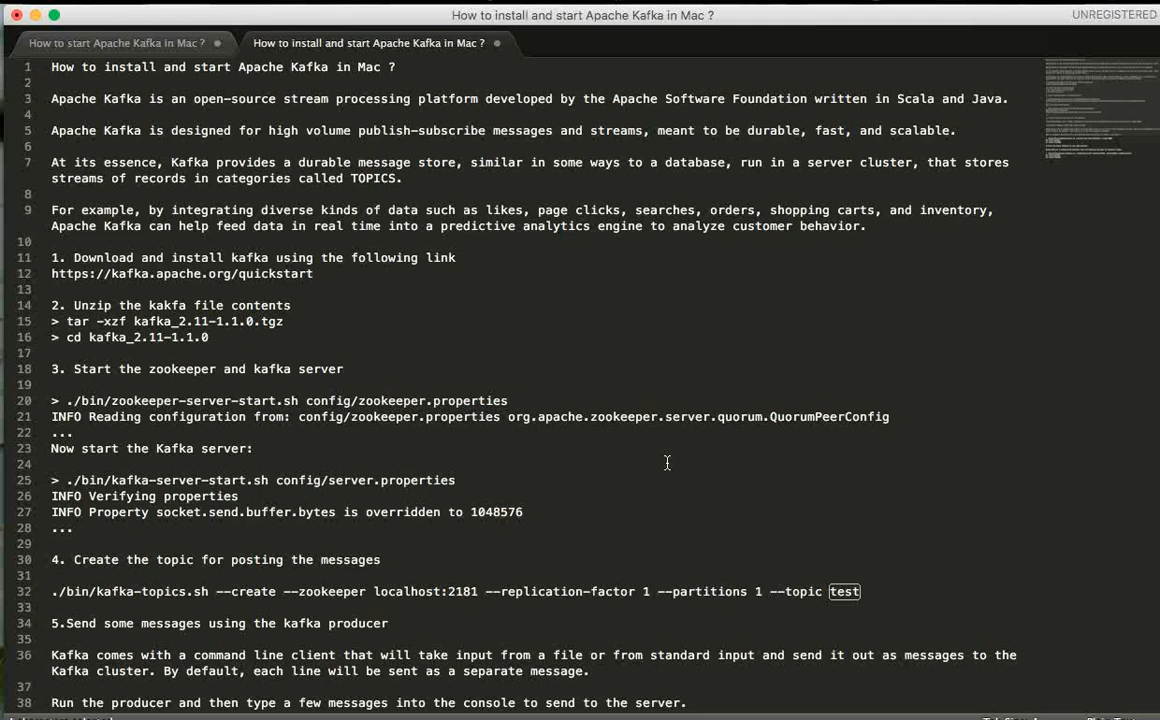 How to install and start Apache Kafka in Mac ?
UNREGISTERED
How to start Apache Kafka in Mac ?
How to install and start Apache Kafka in Mac ?
1 How to install and start Apache Kafka in Mac ?
2
3 Apache Kafka is an open-source stream processing platform developed by the Apache Software Foundation written in Scala and Java.
4
5 Apache Kafka is designed for high volume publish-subscribe messages and streams, meant to be durable, fast, and scalable.
6
7 At its essence, Kafka provides a durable message store, similar in some ways to a database, run in a server cluster, that stores
streams of records in categories called TOPICS.
8
9 For example, by integrating diverse kinds of data such as likes, page clicks, searches, orders, shopping carts, and inventory,
Apache Kafka can help feed data in real time into a predictive analytics engine to analyze customer behavior.
10
11 1. Download and install kafka using the following link
12 https://kafka.apache.org/quickstart
13
14 2. Unzip the kakfa file contents
15 > tar -xzf kafka_2.11-1.1.0.tgz
16 > cd kafka_2.11-1.1.0
17
18 3. Start the zookeeper and kafka server
19
20 > ./bin/zookeeper-server-start.sh config/zookeeper.properties
21 INFO Reading configuration from: config/zookeeper.properties org.apache.zookeeper.server.quorum.QuorumPeerConfig
22 ...
23 Now start the Kafka server:
24
25 > ./bin/kafka-server-start.sh config/server.properties
26 INFO Verifying properties
27 INFO Property socket.send.buffer.bytes is overridden to 1048576
28 ...
29
30 4. Create the topic for posting the messages
31
32 ./bin/kafka-topics.sh --create --zookeeper localhost:2181 --replication-factor 1 --partitions 1 --topic test
33
34 5.Send some messages using the kafka producer
35
36 Kafka comes with a command line client that will take input from a file or from standard input and send it out as messages to the
Kafka cluster. By default, each line will be sent as a separate message.
37
38 Run the producer and then type a few messages into the console to send to the server.